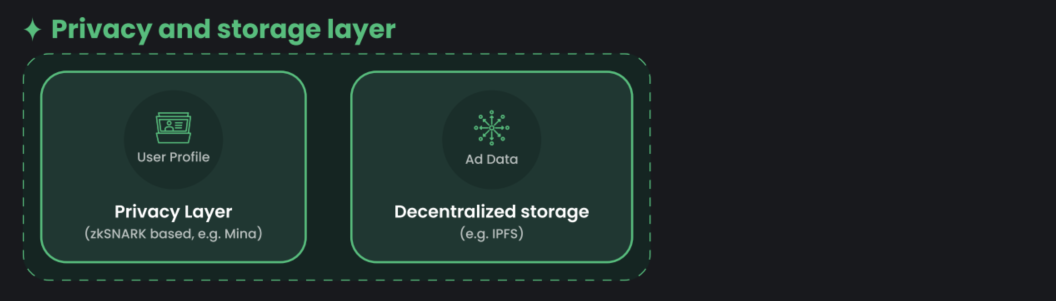 Privacy and storage layer
User Profile
Privacy Layer
(zkSNARK based, e.g. Mina)
Ad Data
Decentralized storage
(e.g. IPFS)